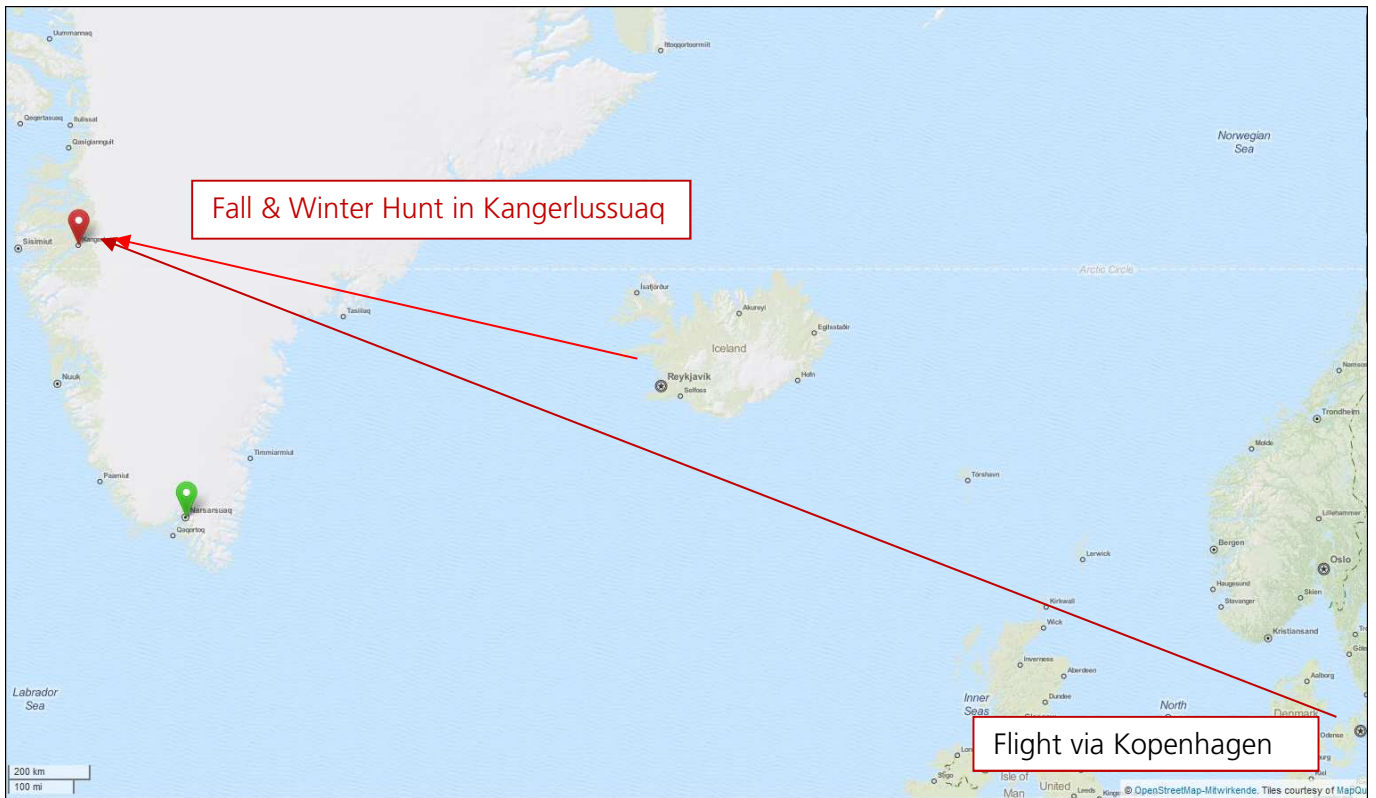 Uummannaq
Ittoqqortoormiit
Qeqertarsuaq
Ilulissat
Qasigiannguit
Norwegian
Sea
Fall & Winter Hunt in Kangerlussuaq
Sisimiut
Arctic Circle
Ísafjörður
Akureyri
Tasiilaq
Egilsstaðir
Iceland
Nuuk
Reykjavík
Selfoss
Höfn
Namsos
Trondheim
Molde
Timmiarmiut
Paamiut
Tórshavn
Narsarsuaq
Qaqortoq
Lillehammer
Bergen
Lerwick
Oslo
Haugesund
Skien
Stavanger
Kirkwall
Wick
Kristiansand
Inverness
Aberdeen
Aalborg
Labrador
Sea
Inner
Seas
Dundee
North
Denmark
Flight via Kopenhagen
Odense
200 km
100 mi
Sligo
Isle of
Man
United
Leeds
Kiel
© OpenStreetMap-Mitwirkende. Tiles courtesy of MapQu